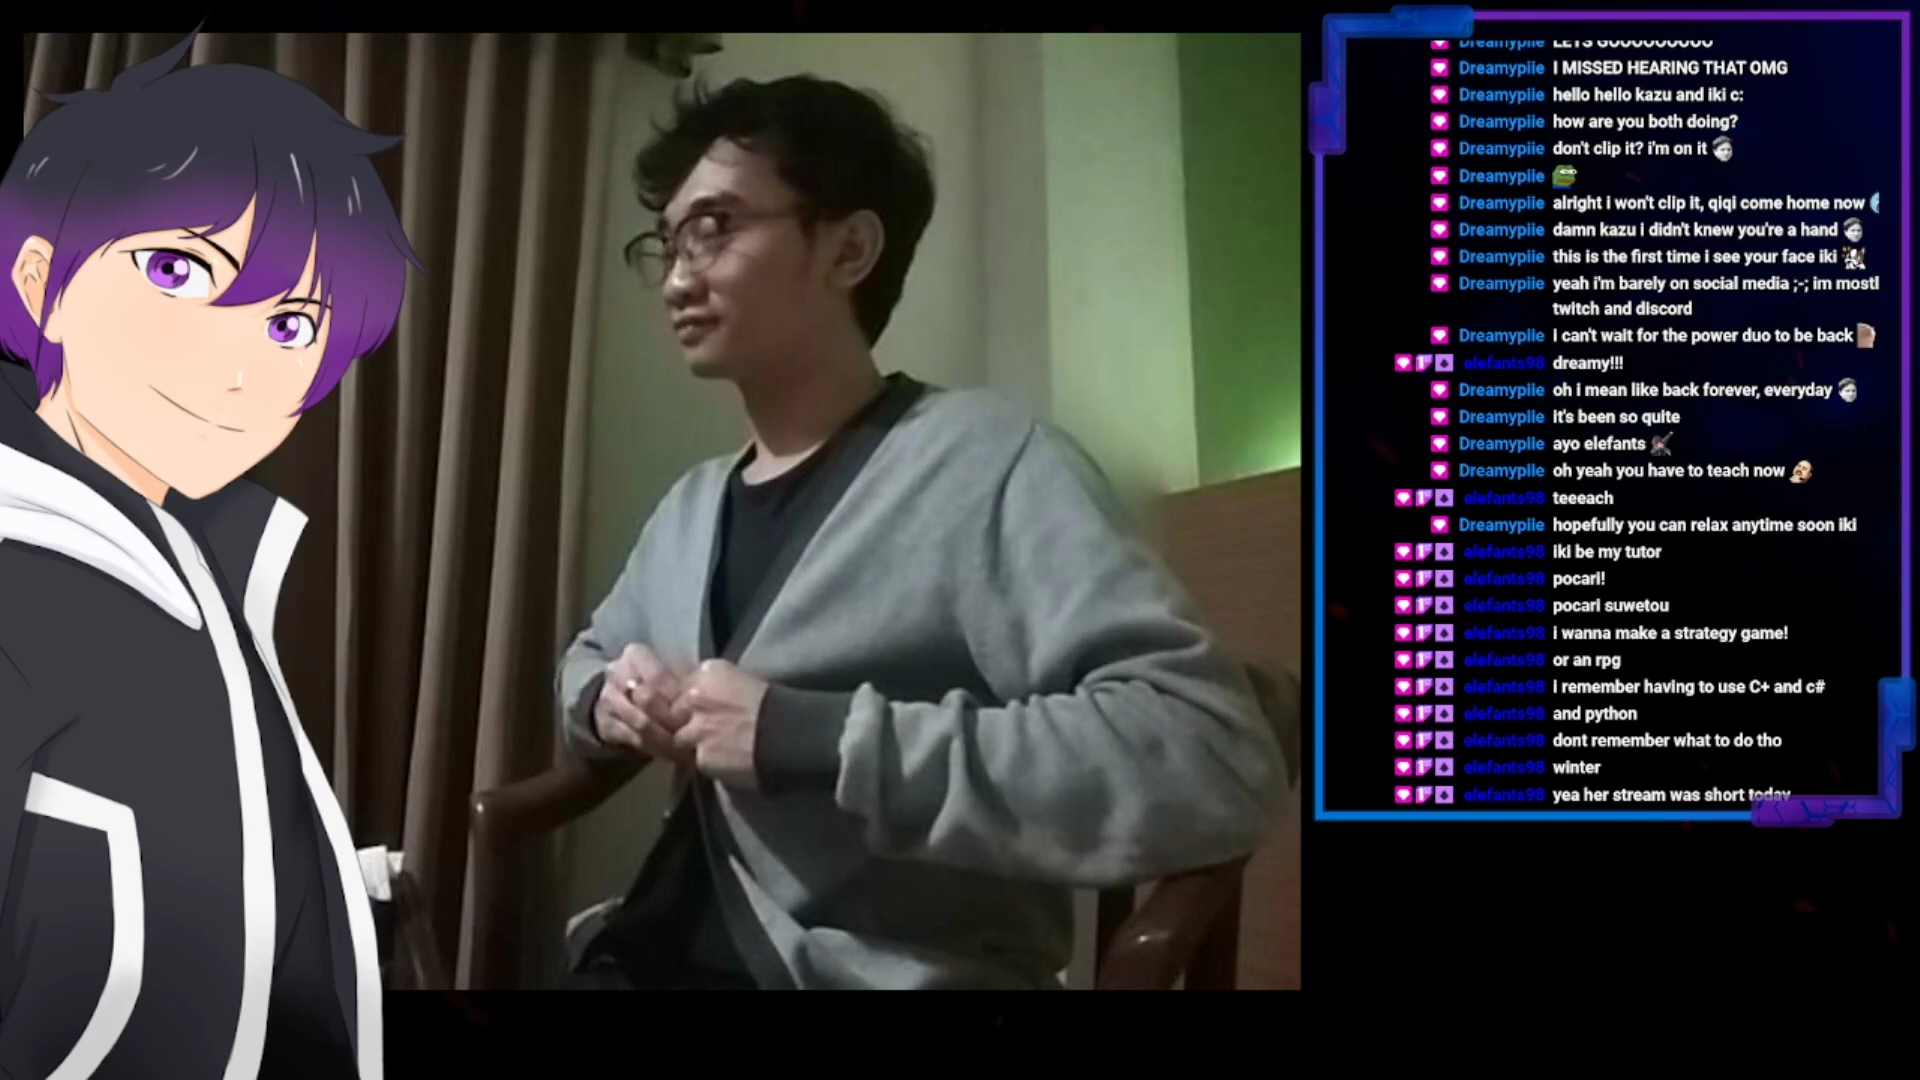 Dreamypiie LETS GOOOOOOOOO
Dreamypiie I MISSED HEARING THAT OMG
Dreamypiie hello hello kazu and iki c:
Dreamypiie how are you both doing?
Dreamypiie don't clip it? i'm on it
Dreamypiie
Dreamypiie alright i won't clip it, qiqi come home now
Dreamypiie damn kazu i didn't knew you're a hand
Dreamypiie this is the first time i see your face iki
Dreamypiie yeah i'm barely on social media ;-; im mostl
twitch and discord
Dreamypiie i can't wait for the power duo to be back
elefants98 dreamy!!!
Dreamypiie oh i mean like back forever, everyday
Dreamypiie it's been so quite
Dreamypiie ayo elefants
Dreamypiie oh yeah you have to teach now
elefants98 teeeach
Dreamypiie hopefully you can relax anytime soon iki
elefants98 iki be my tutor
elefants98 pocari!
elefants98 pocari suwetou
elefants98 i wanna make a strategy game!
elefants98 or an rpg
elefants98 i remember having to use C+ and c#
elefants98 and python
elefants98 dont remember what to do tho
elefants98 winter
elefants98 yea her stream was short today